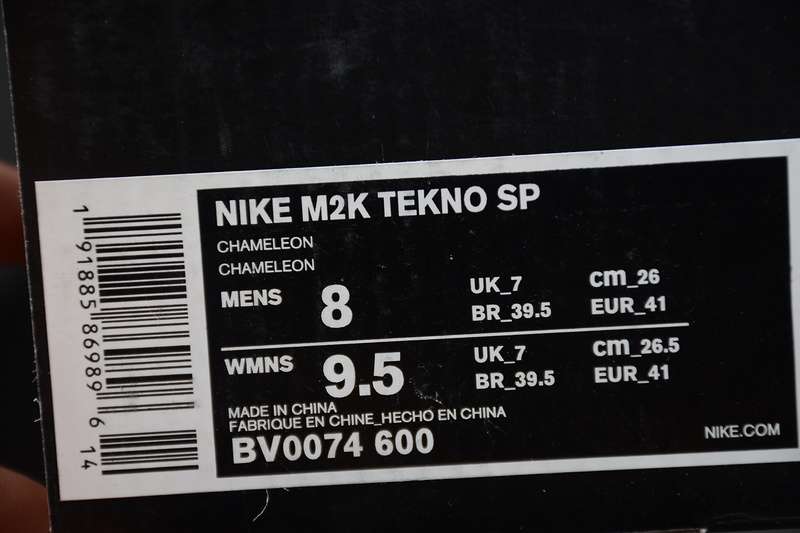 NIKE M2K TEKNO SP
CHAMELEON
CHAMELEON
MENS 8 UK_7 cm_26
BR_39.5 EUR_41
WMNS 9.5 UK_7 cm_26.5
BR_39.5 EUR_41
MADE IN CHINA
FABRIQUE EN CHINE_HECHO EN CHINA
BV0074 600
NIKE.COM
1 91885 86989 6 14